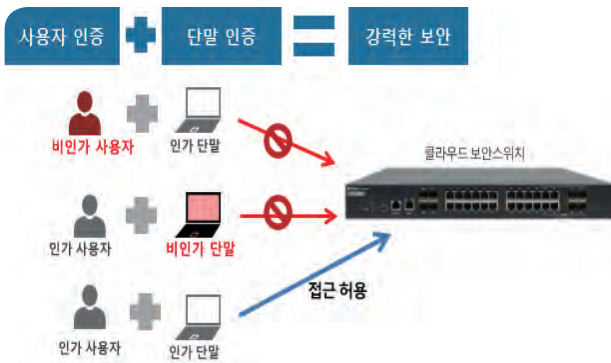 사용자 인증
단말 인증
강력한 보안
비인가 사용자
인가 단말
클라우드 보안스위치
인가 사용자
비인가 단말
접근 허용
인가 사용자
인가 단말